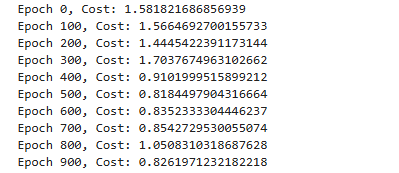 Epoch 0, Cost: 1.581821686856939
Epoch 100, Cost: 1.5664692700155733
Epoch 200, Cost: 1.4445422391173144
Epoch 300, Cost: 1.7037674963102662
Epoch 400, Cost: 0.9101999515899212
Epoch 500, Cost: 0.8184497904316664
Epoch 600, Cost: 0.8352333304446237
Epoch 700, Cost: 0.8542729530055074
Epoch 800, Cost: 1.0508310318687628
Epoch 900, Cost: 0.8261971232182218